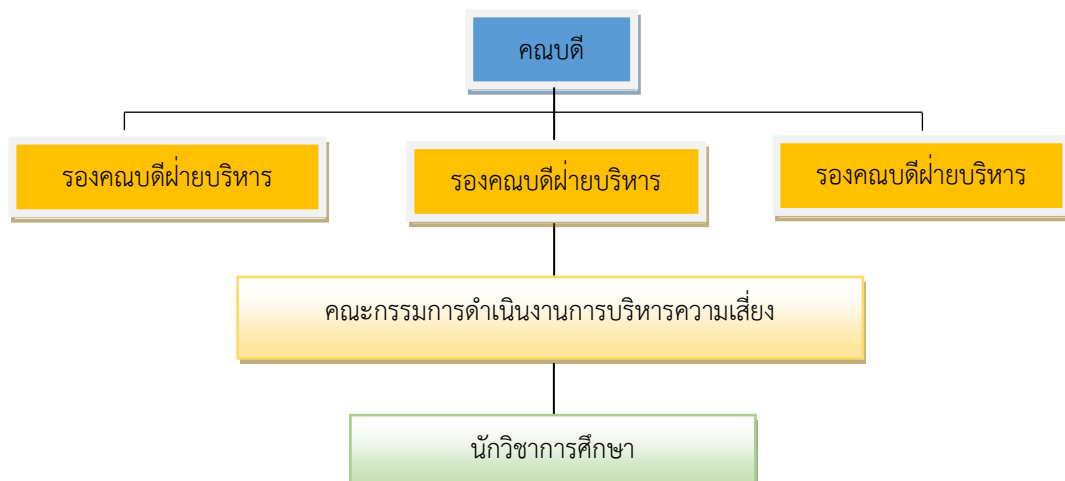 คณบดี
รองคณบดีฝ่ายบริหาร
รองคณบดีฝ่ายบริหาร
รองคณบดีฝ่ายบริหาร
คณะกรรมการดำเนินงานการบริหารความเสี่ยง
นักวิชาการศึกษา